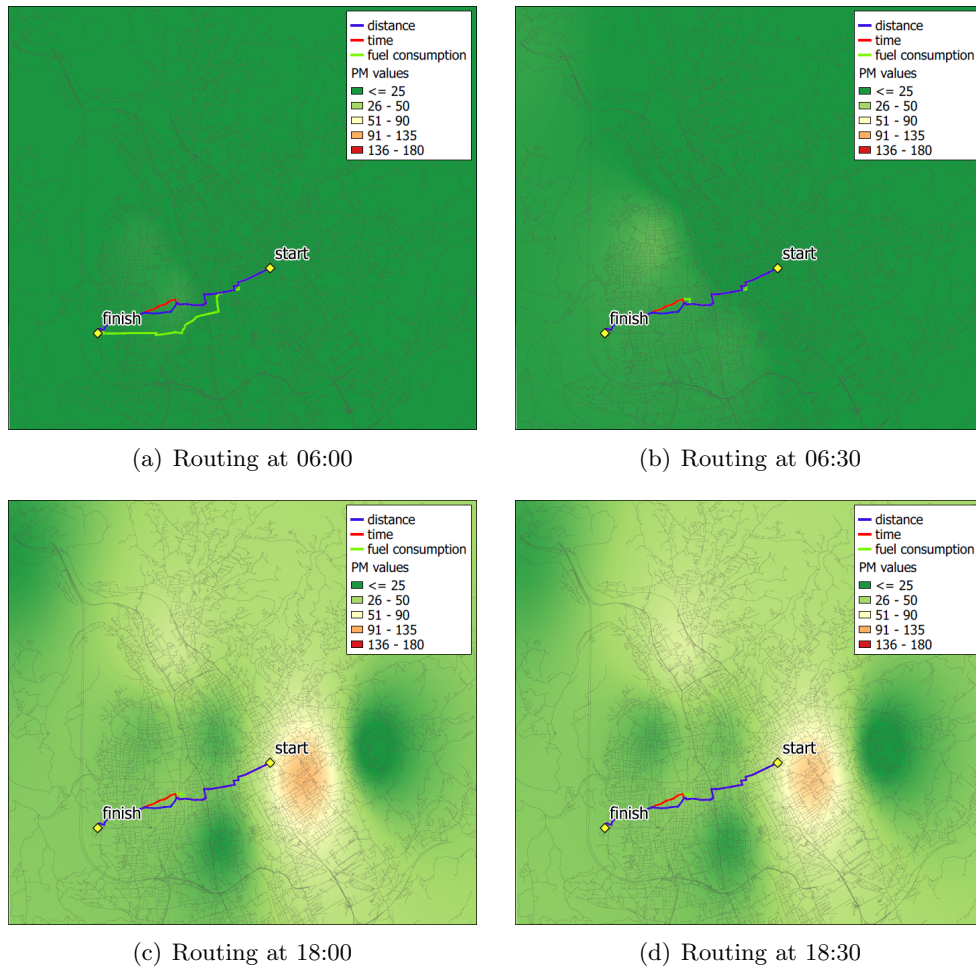 distance
time
fuel consumption
PM values
<= 25
26 - 50
51 - 90
91 - 135
136 - 180
start
finish
(a) Routing at 06:00
distance
time
fuel consumption
PM values
<= 25
26 - 50
51 - 90
91 - 135
136 - 180
start
finish
(b) Routing at 06:30
distance
time
fuel consumption
PM values
<= 25
26 - 50
51 - 90
91 - 135
136 - 180
start
finish
(c) Routing at 18:00
distance
time
fuel consumption
PM values
<= 25
26 - 50
51 - 90
91 - 135
136 - 180
start
finish
(d) Routing at 18:30